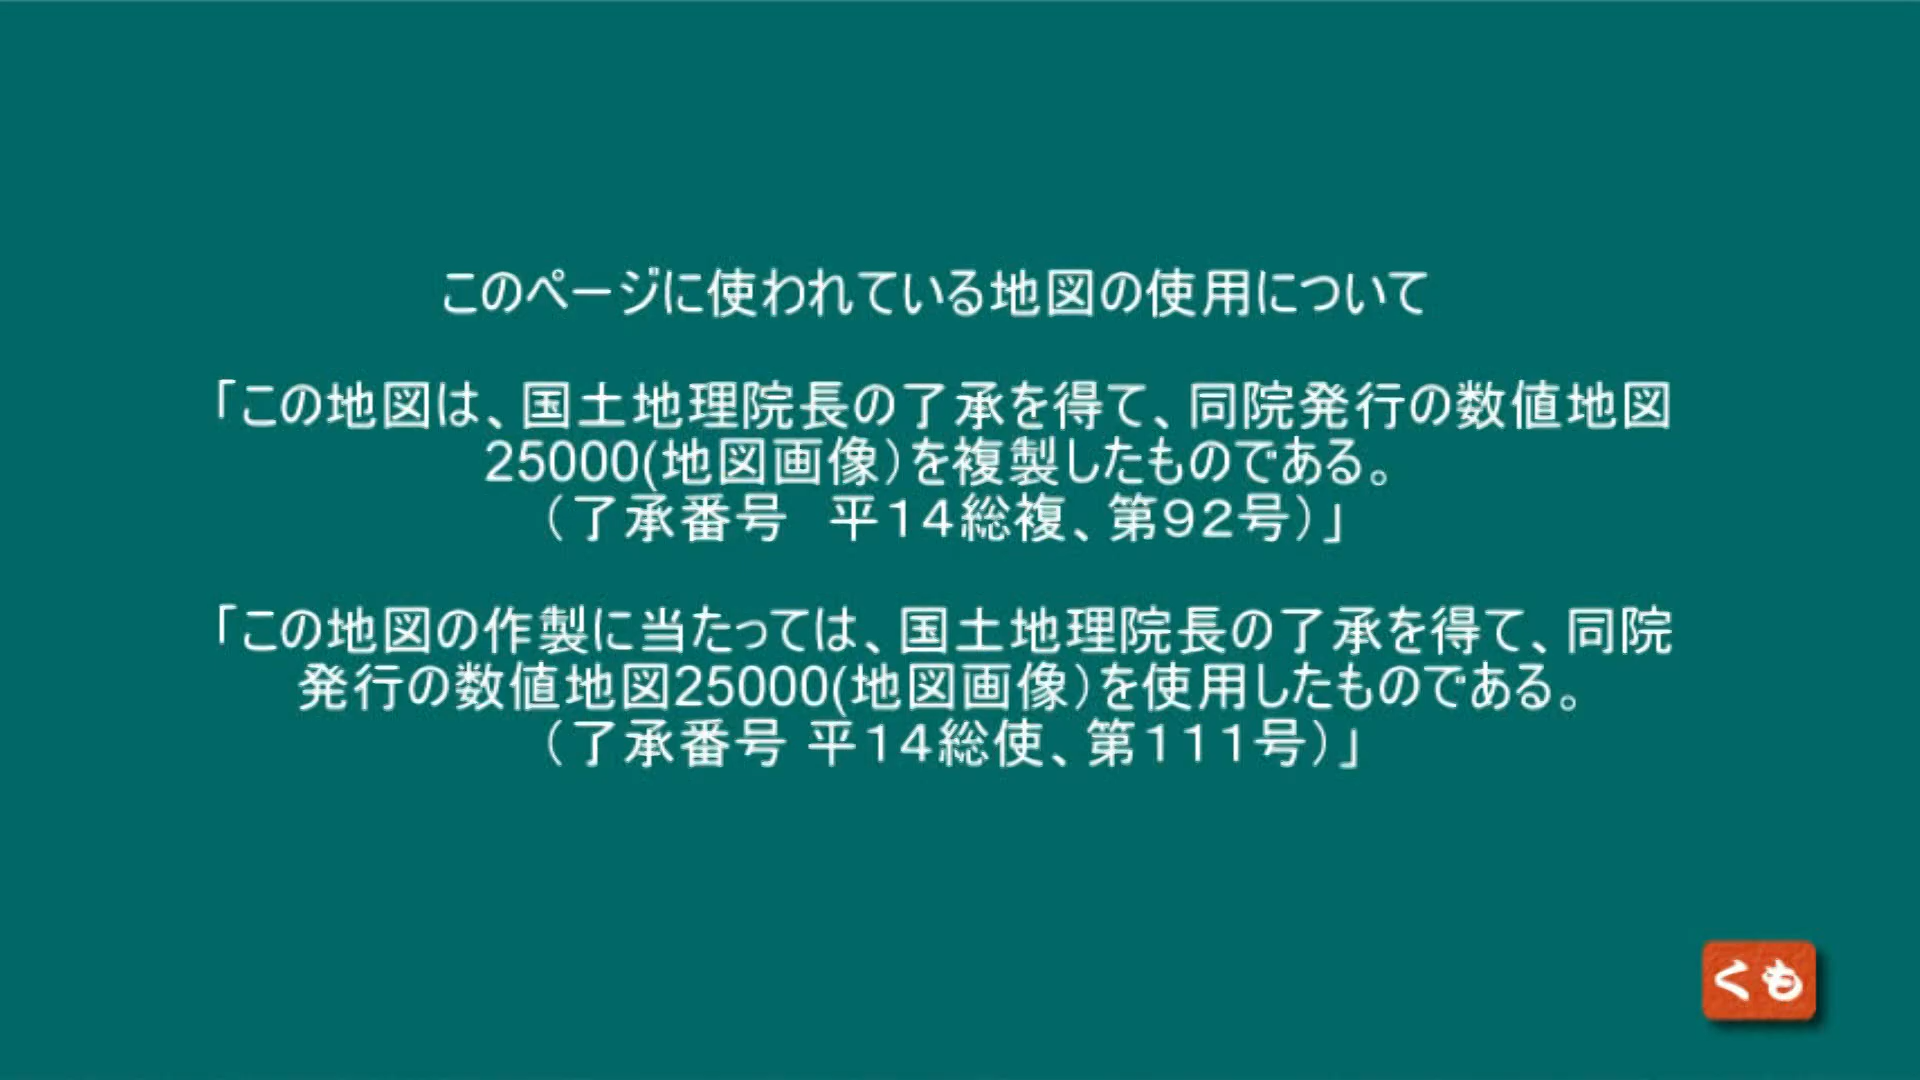 このページに使われている地図の使用について
「この地図は、国土地理院長の了承を得て、同院発行の数値地図
25000(地図画像）を複製したものである。
（了承番号　平１４総複、第９２号）」
「この地図の作製に当たっては、国土地理院長の了承を得て、同院
発行の数値地図25000(地図画像）を使用したものである。
（了承番号 平１４総使、第１１１号）」
くも